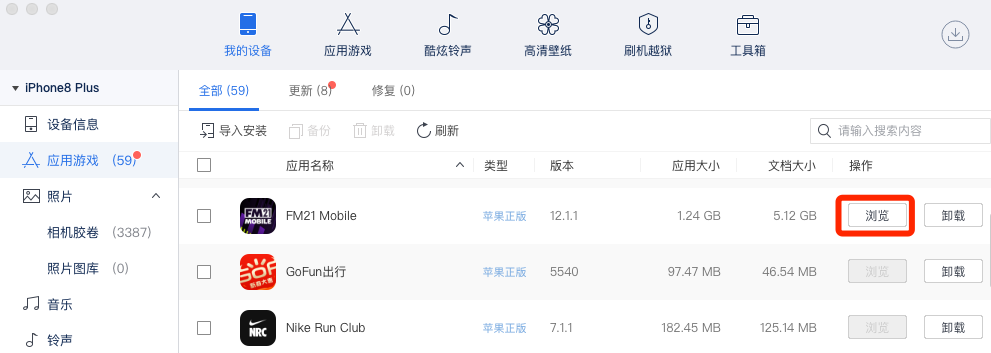 我的设备 应用游戏 酷炫铃声 高清壁纸 刷机越狱 工具箱
iPhone8 Plus
全部 (59) 更新 (8) 修复 (0)
设备信息
导入安装 备份 卸载 刷新 请输入搜索内容
应用游戏 (59)
应用名称 类型 版本 应用大小 文档大小 操作
照片
FM21 MOBILE
FM21 Mobile 苹果正版 12.1.1 1.24 GB 5.12 GB 浏览 卸载
相机胶卷 (3387)
照片图库 (0)
GoFun出行 苹果正版 5540 97.47 MB 46.54 MB 浏览 卸载
音乐
NRC
Nike Run Club 苹果正版 7.1.1 182.45 MB 125.14 MB 浏览 卸载
铃声